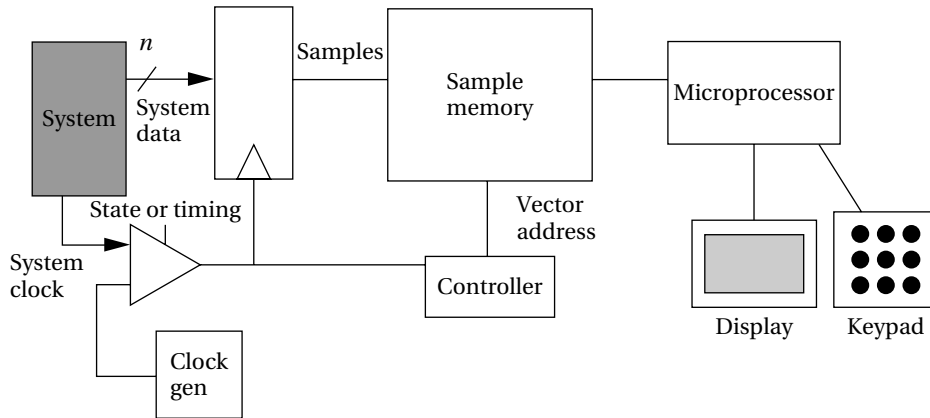 n
Samples
System
System
data
Sample
memory
Microprocessor
State or timing
Vector
address
System
clock
Controller
Clock
gen
Display
Keypad